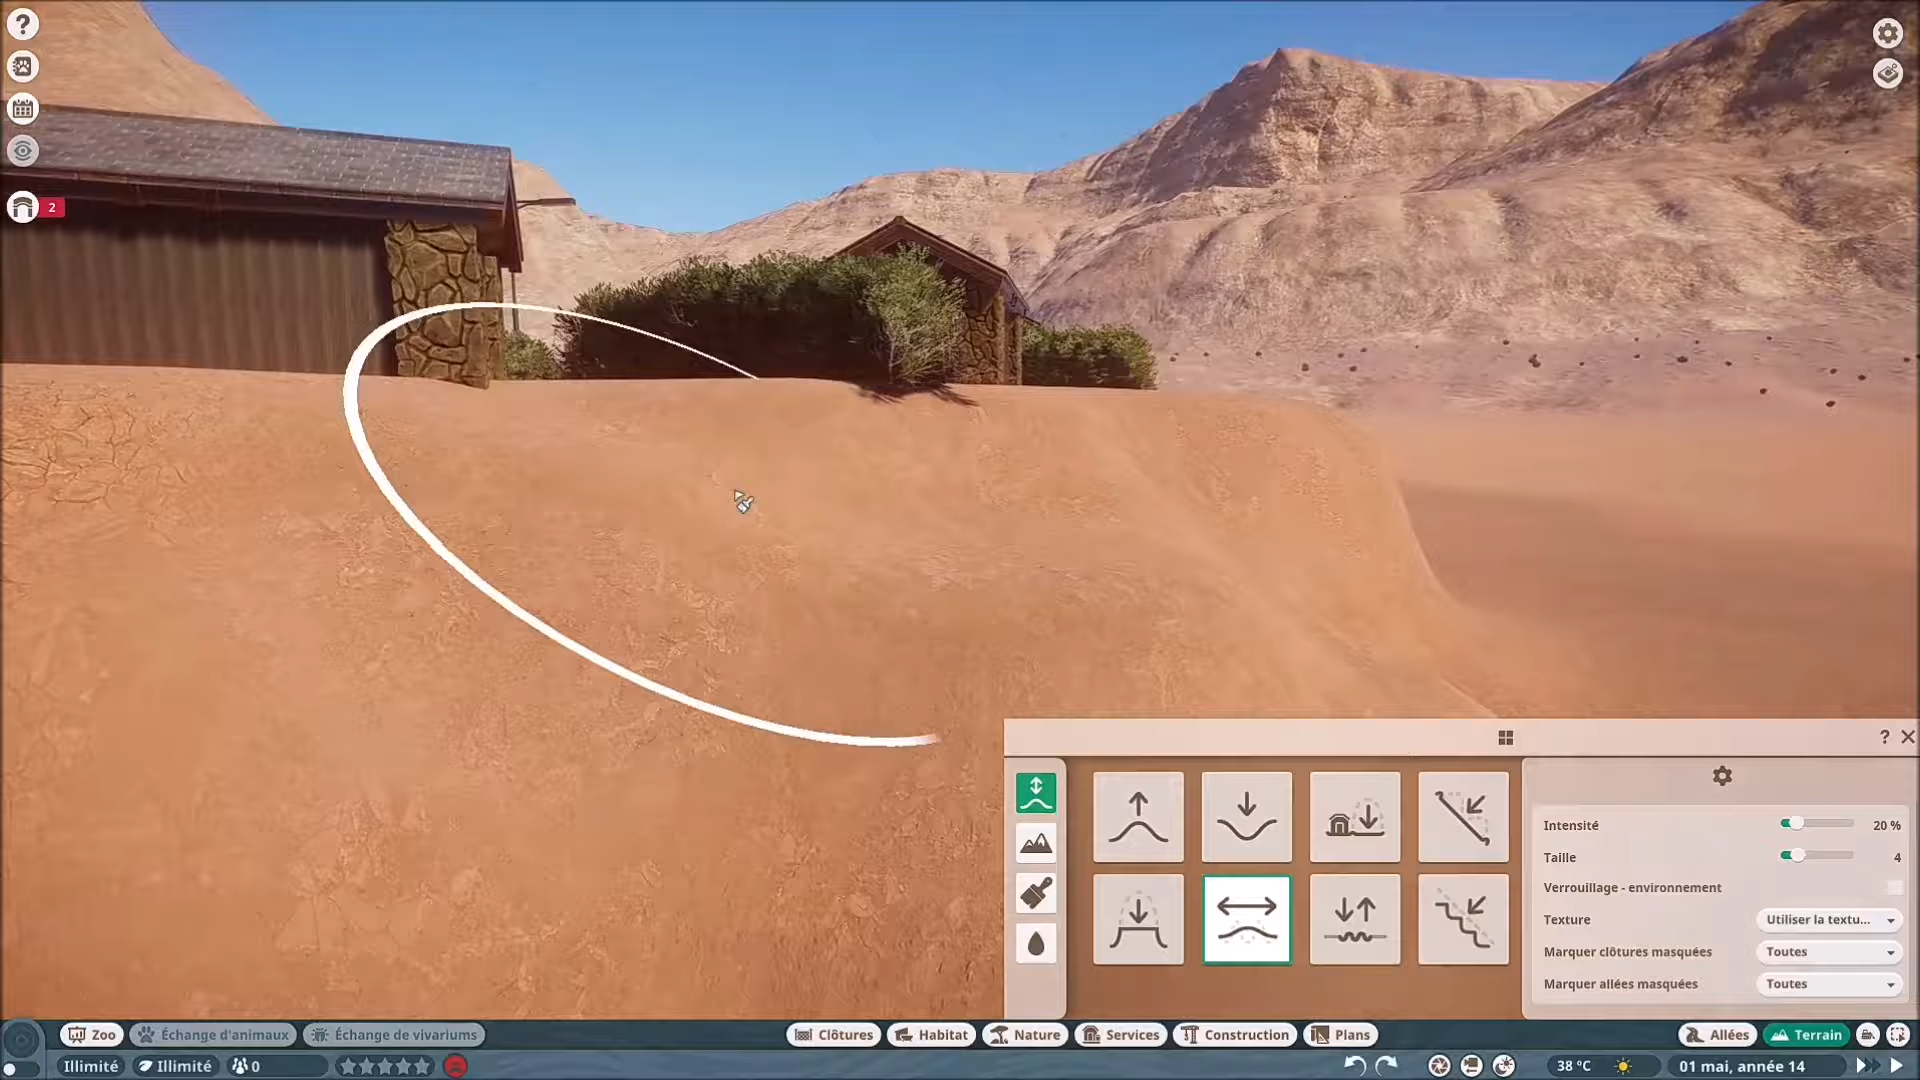 ?
2
?
Intensité 20 %
Taille 4
Verrouillage - environnement
Texture Utiliser la textu...
Marquer clôtures masquées Toutes
Marquer allées masquées Toutes
Zoo Échange d'animaux Échange de vivariums Clôtures Habitat Nature Services Construction Plans Allées Terrain
Illimité Illimité 0 38 °C 01 mai, année 14